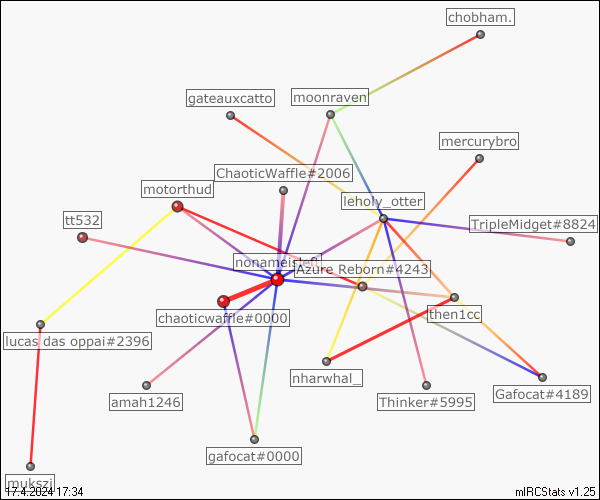 chobham.
gateauxcatto
moonraven
mercurybro
ChaoticWaffle#2006
motorthud
leholy_otter
tt532
TripleMidget#8824
Azure Reborn#4243
chaoticwaffle#0000
then1cc
lucas das oppai#2396
nharwhal_
amah1246
Thinker#5995
Gafocat#4189
gafocat#0000
mukszi
17.4.2024 17:34
mIRCStats v1.25